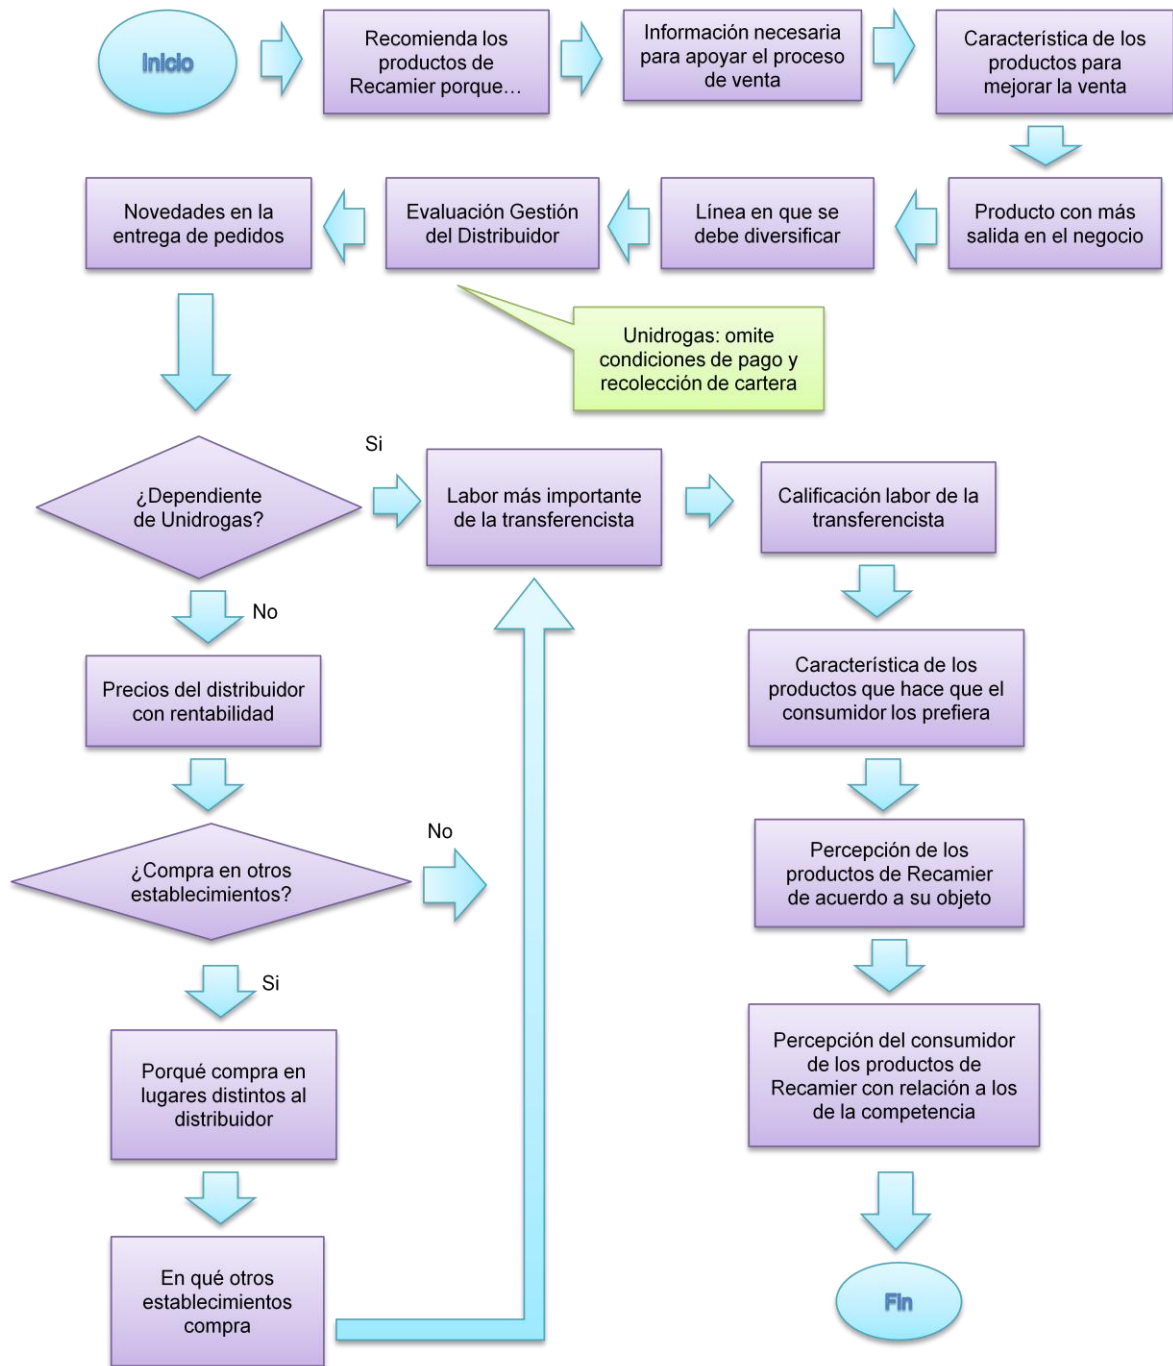 Inicio
Recomienda los
productos de
Recamier porque…
Información necesaria
para apoyar el proceso
de venta
Característica de los
productos para
mejorar la venta
Producto con más
salida en el negocio
Línea en que se
debe diversificar
Evaluación Gestión
del Distribuidor
Novedades en la
entrega de pedidos
Unidrogas: omite
condiciones de pago y
recolección de cartera
¿Dependiente
de Unidrogas?
Si
Labor más importante
de la transferencista
Calificación labor de la
transferencista
No
Precios del distribuidor
con rentabilidad
¿Compra en otros
establecimientos?
No
Si
Porqué compra en
lugares distintos al
distribuidor
En qué otros
establecimientos
compra
Característica de los
productos que hace que el
consumidor los prefiera
Percepción de los
productos de Recamier
de acuerdo a su objeto
Percepción del consumidor
de los productos de
Recamier con relación a los
de la competencia
Fin